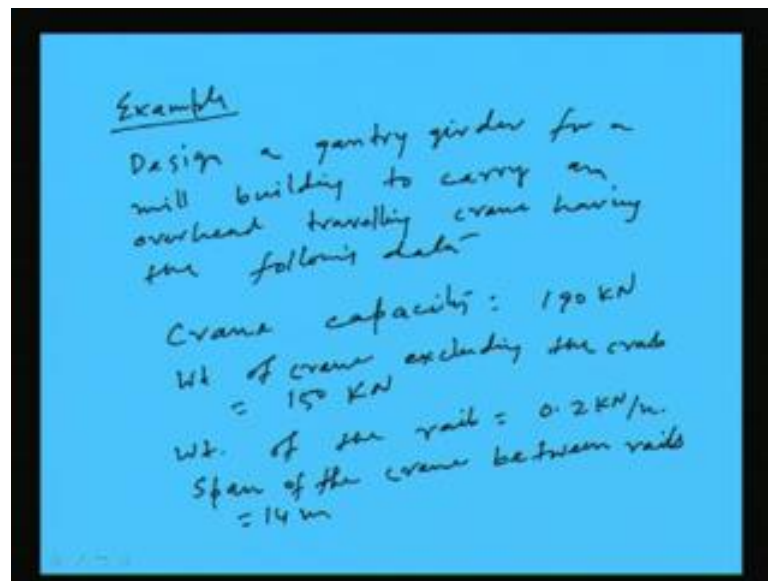 Example
Design a gantry girder for a
mill building to carry an
overhead travelling crane having
the following data
Crane capacity : 190 KN
Wt of crane excluding the crab
= 150 KN
Wt. of the rail = 0.2 KN/m.
Span of the crane between rails
= 14 m